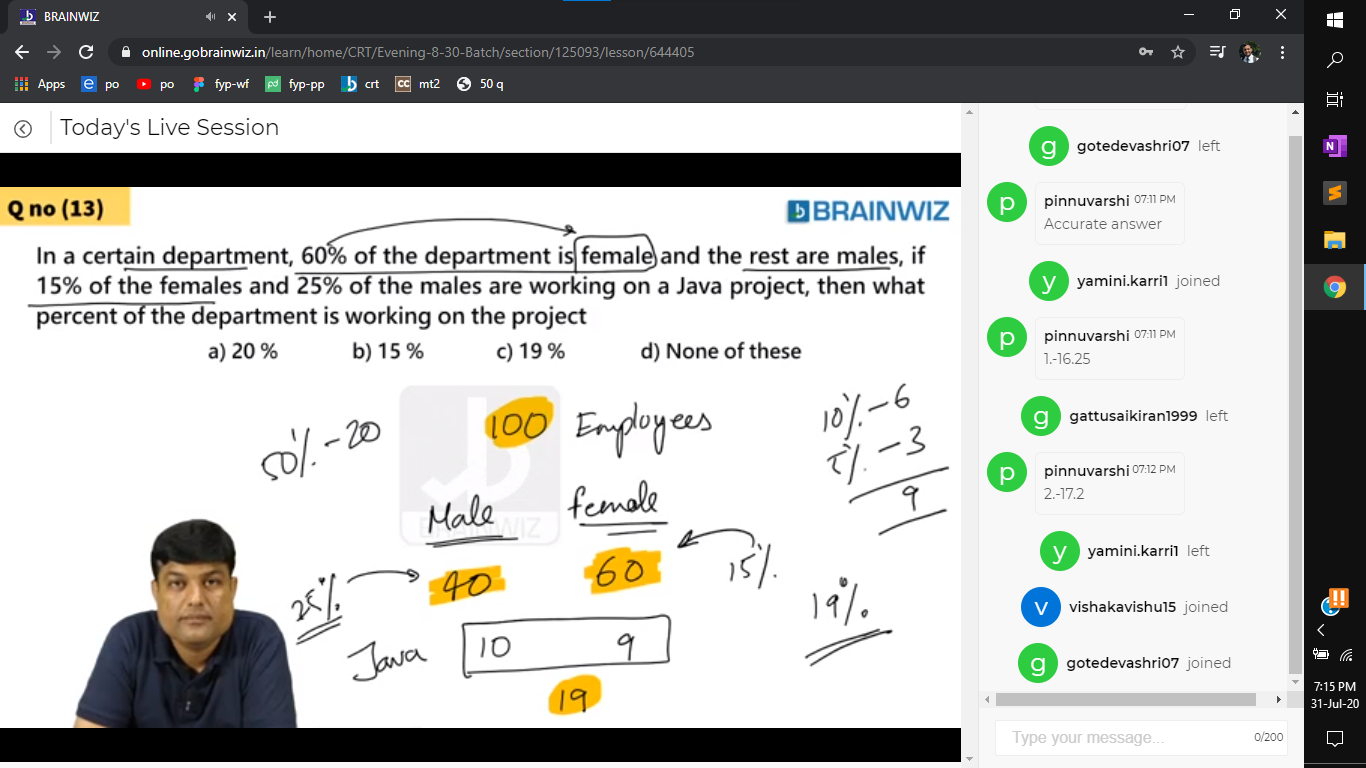 BRAINWIZ
online.gobrainwiz.in/learn/home/CRT/Evening-8-30-Batch/section/125093/lesson/644405
Apps po po fyp-wf fyp-pp crt CC mt2 50 q
Today's Live Session
Q no (13)
BRAINWIZ
In a certain department, 60% of the department is female and the rest are males, if
15% of the females and 25% of the males are working on a Java project, then what
percent of the department is working on the project
a) 20 % b) 15 % c) 19 % d) None of these
50% - 20
100 Employees
10% - 6
5% - 3
9
Male female
BRAINWIZ
25% 40 60 15%
19%
Java 10 9
19
g gotedevashri07 left
p pinnuvarshi 07:11 PM
Accurate answer
y yamini.karri1 joined
p pinnuvarshi 07:11 PM
1.-16.25
g gattusaikiran1999 left
p pinnuvarshi 07:12 PM
2.-17.2
y yamini.karri1 left
v vishakavishu15 joined
g gotedevashri07 joined
Type your message... 0/200
N
7:15 PM
31-Jul-20